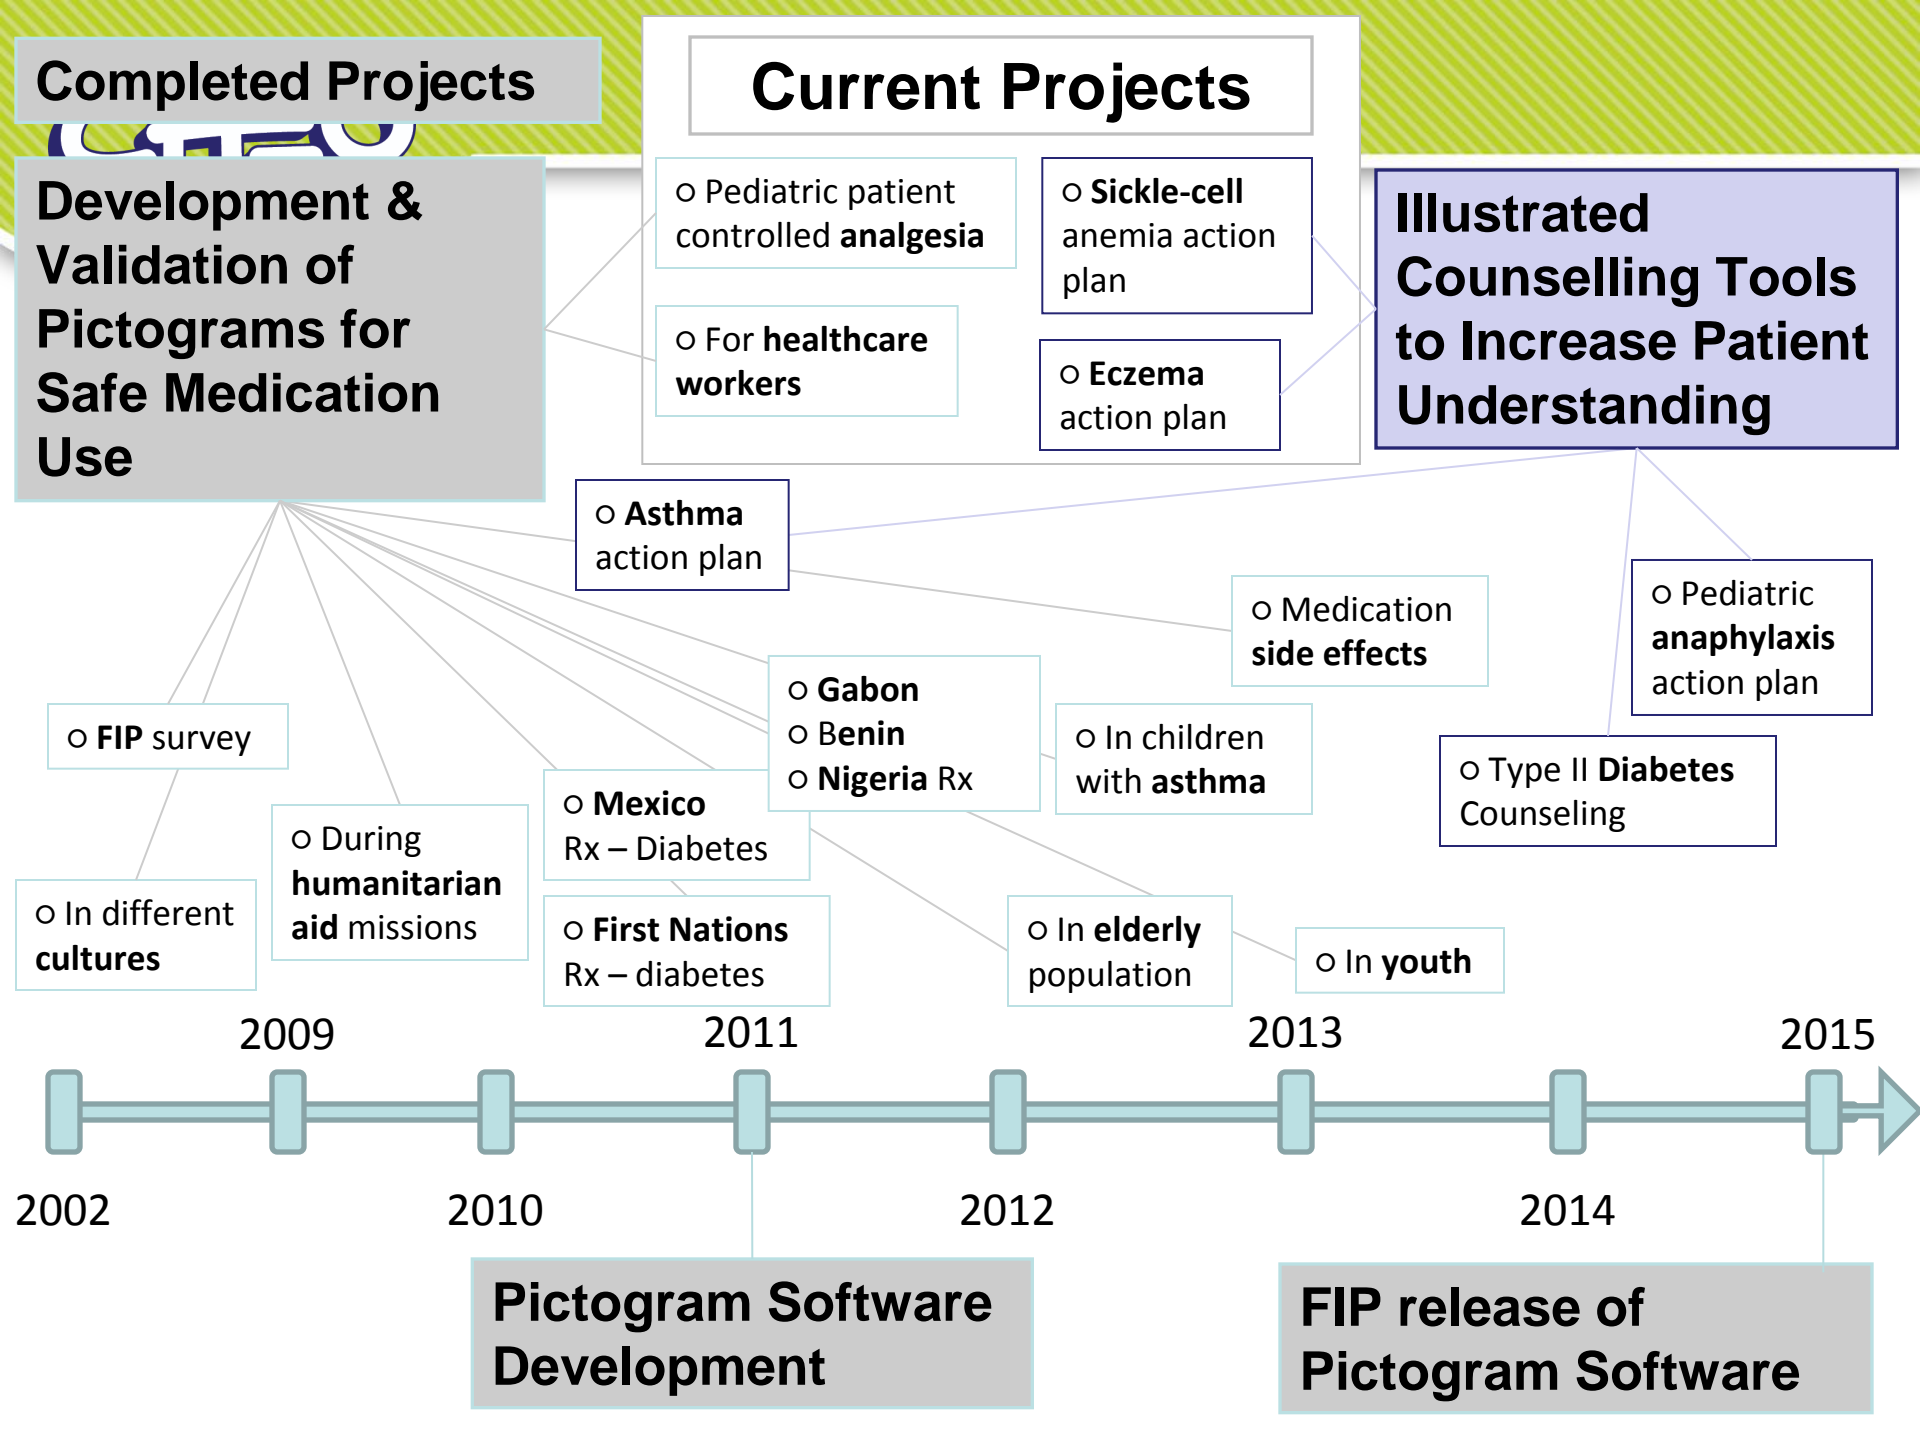 Completed Projects
Current Projects
Development &
Validation of
Pictograms for
Safe Medication
Use
○ Pediatric patient
controlled analgesia
○ For healthcare
workers
○ Sickle-cell
anemia action
plan
○ Eczema
action plan
Illustrated
Counselling Tools
to Increase Patient
Understanding
○ Asthma
action plan
○ Medication
side effects
○ Pediatric
anaphylaxis
action plan
○ FIP survey
○ Gabon
○ Benin
○ Nigeria Rx
○ In children
with asthma
○ Type II Diabetes
Counseling
○ In different
cultures
○ During
humanitarian
aid missions
○ Mexico
Rx – Diabetes
○ First Nations
Rx – diabetes
○ In elderly
population
○ In youth
2009
2011
2013
2015
2002
2010
2012
2014
Pictogram Software
Development
FIP release of
Pictogram Software